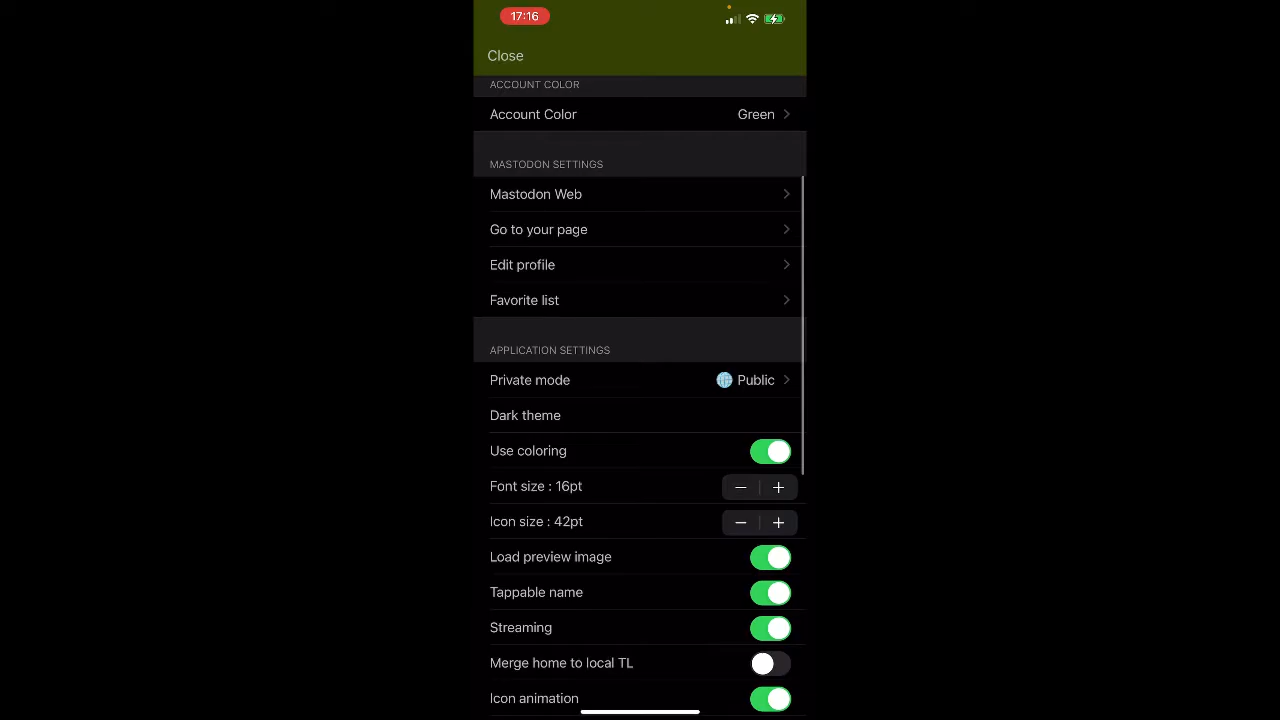 17:16
Close
ACCOUNT COLOR
Account Color Green
MASTODON SETTINGS
Mastodon Web
Go to your page
Edit profile
Favorite list
APPLICATION SETTINGS
Private mode Public
Dark theme
Use coloring
Font size : 16pt − +
Icon size : 42pt − +
Load preview image
Tappable name
Streaming
Merge home to local TL
Icon animation